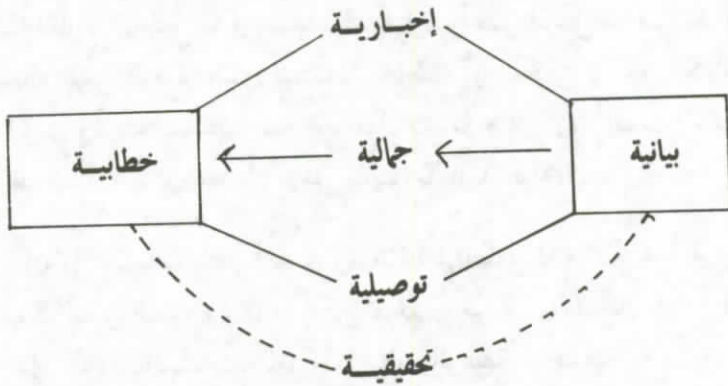 إخبارية
بيانية
جمالية
خطابية
توصيلية
تحقيقية